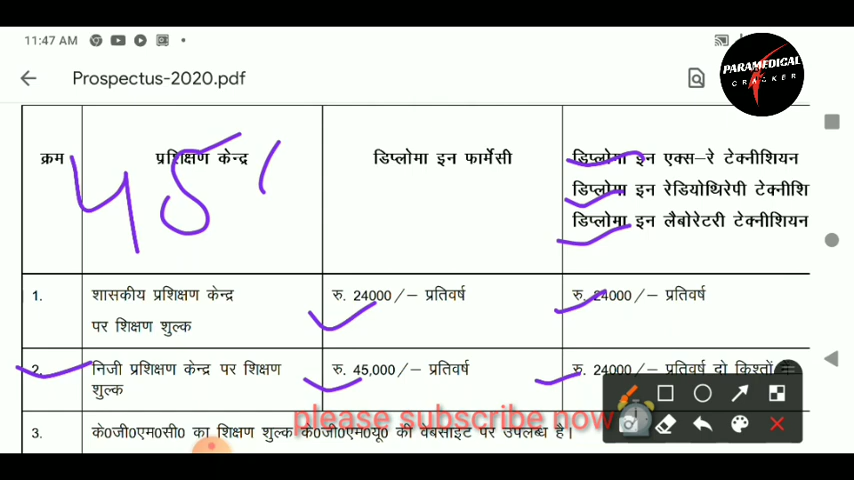 11:47 AM
PARAMEDICAL
CRACKER
Prospectus-2020.pdf
क्रम प्रशिक्षण केन्द्र डिप्लोमा इन फार्मेसी डिप्लोमा इन एक्स-रे टेक्नीशियन
डिप्लोमा इन रेडियोथिरेपी टेक्नीशि
डिप्लोमा इन लैबोरेटरी टेक्नीशियन
458
1. शासकीय प्रशिक्षण केन्द्र रु. 24000/- प्रतिवर्ष रु. 24000/- प्रतिवर्ष
पर शिक्षण शुल्क
2. निजी प्रशिक्षण केन्द्र पर शिक्षण रु. 45,000/- प्रतिवर्ष रु. 24000/- प्रतिवर्ष दो किश्तों
शुल्क
please subscribe now
3. के0जी0एम0सी0 का शिक्षण शुल्क के0जी0एम0यू0 की वेबसाइट पर उपलब्ध है।